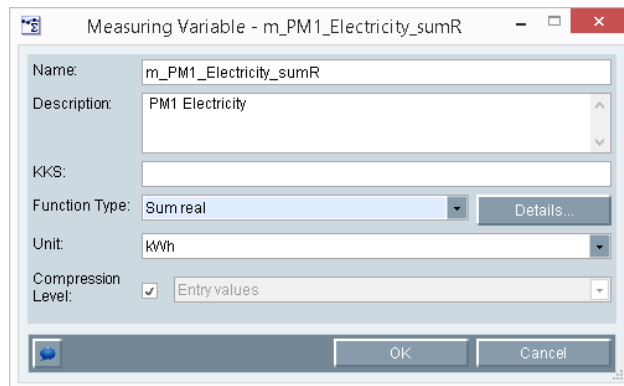 Measuring Variable - m_PM1_Electricity_sumR
Name: m_PM1_Electricity_sumR
Description: PM1 Electricity
KKS:
Function Type: Sum real Details...
Unit: kWh
Compression
Level: Entry values
OK Cancel